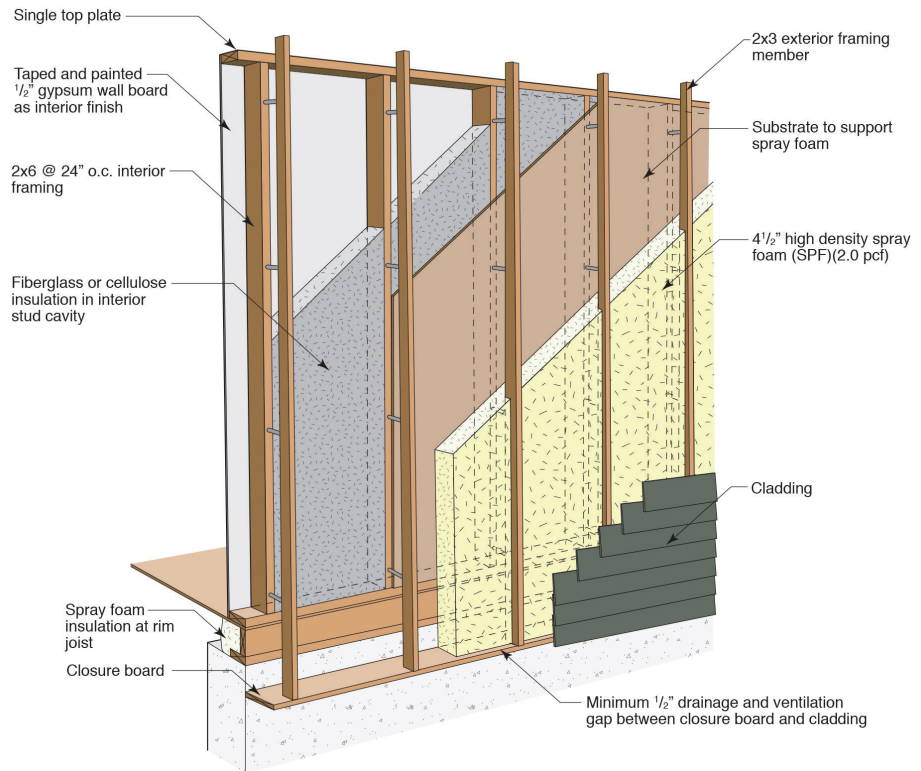 Single top plate
Taped and painted
1/2” gypsum wall board
as interior finish
2x6 @ 24” o.c. interior
framing
Fiberglass or cellulose
insulation in interior
stud cavity
Spray foam
insulation at rim
joist
Closure board
2x3 exterior framing
member
Substrate to support
spray foam
4 1/2” high density spray
foam (SPF)(2.0 pcf)
Cladding
Minimum 1/2” drainage and ventilation
gap between closure board and cladding